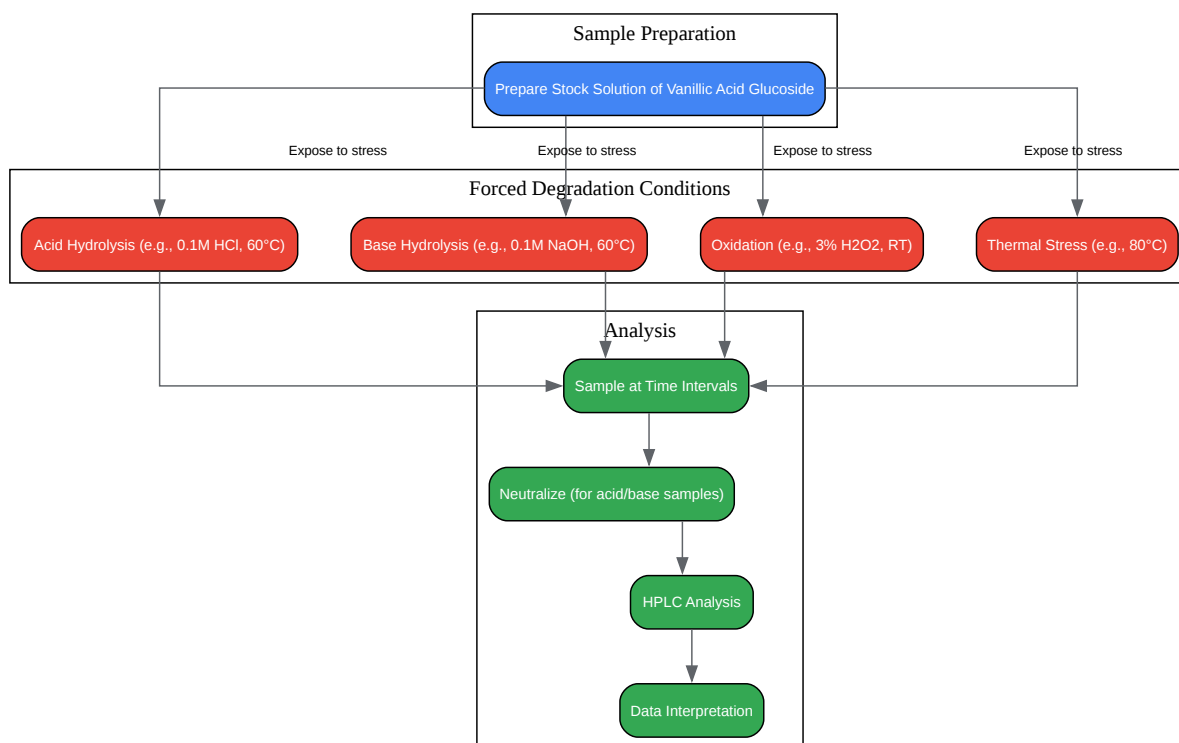 Sample Preparation
Prepare Stock Solution of Vanillic Acid Glucoside
Expose to stress
Expose to stress
Expose to stress
Expose to stress
Forced Degradation Conditions
Acid Hydrolysis (e.g., 0.1M HCl, 60°C)
Base Hydrolysis (e.g., 0.1M NaOH, 60°C)
Oxidation (e.g., 3% H2O2, RT)
Thermal Stress (e.g., 80°C)
Analysis
Sample at Time Intervals
Neutralize (for acid/base samples)
HPLC Analysis
Data Interpretation